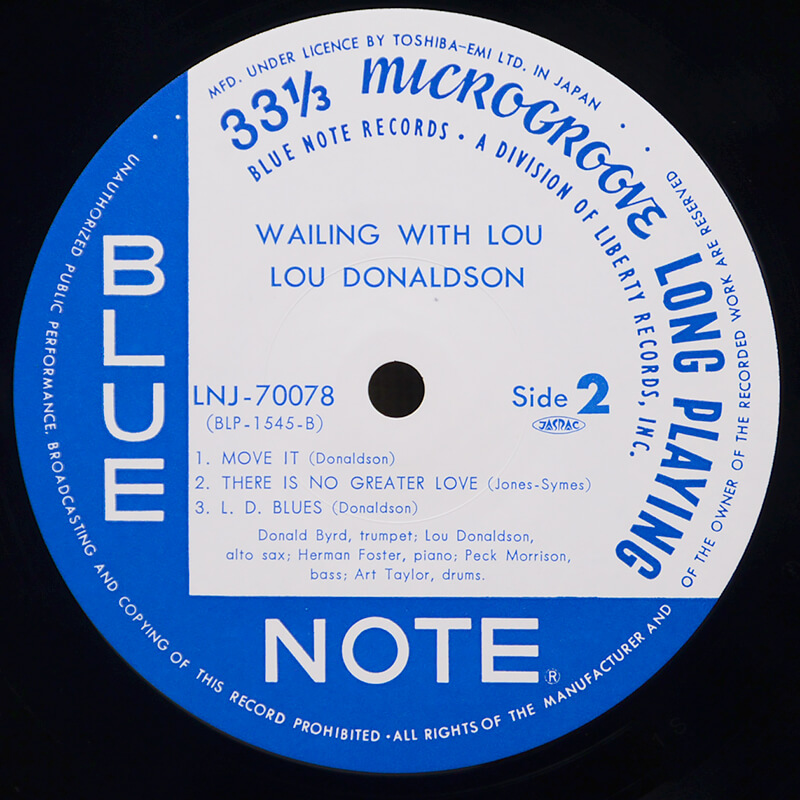 MFD. UNDER LICENCE BY TOSHIBA-EMI LTD. IN JAPAN
33⅓ MICROGROOVE LONG PLAYING
BLUE NOTE RECORDS • A DIVISION OF LIBERTY RECORDS, INC.
WAILING WITH LOU
LOU DONALDSON
LNJ-70078
(BLP-1545-B)
Side 2
JASRAC
1. MOVE IT (Donaldson)
2. THERE IS NO GREATER LOVE (Jones-Symes)
3. L. D. BLUES (Donaldson)
Donald Byrd, trumpet; Lou Donaldson,
alto sax; Herman Foster, piano; Peck Morrison,
bass; Art Taylor, drums.
BLUE
NOTE®
UNAUTHORIZED PUBLIC PERFORMANCE, BROADCASTING AND COPYING OF THIS RECORD PROHIBITED • ALL RIGHTS OF THE MANUFACTURER AND OF THE OWNER OF THE RECORDED WORK ARE RESERVED